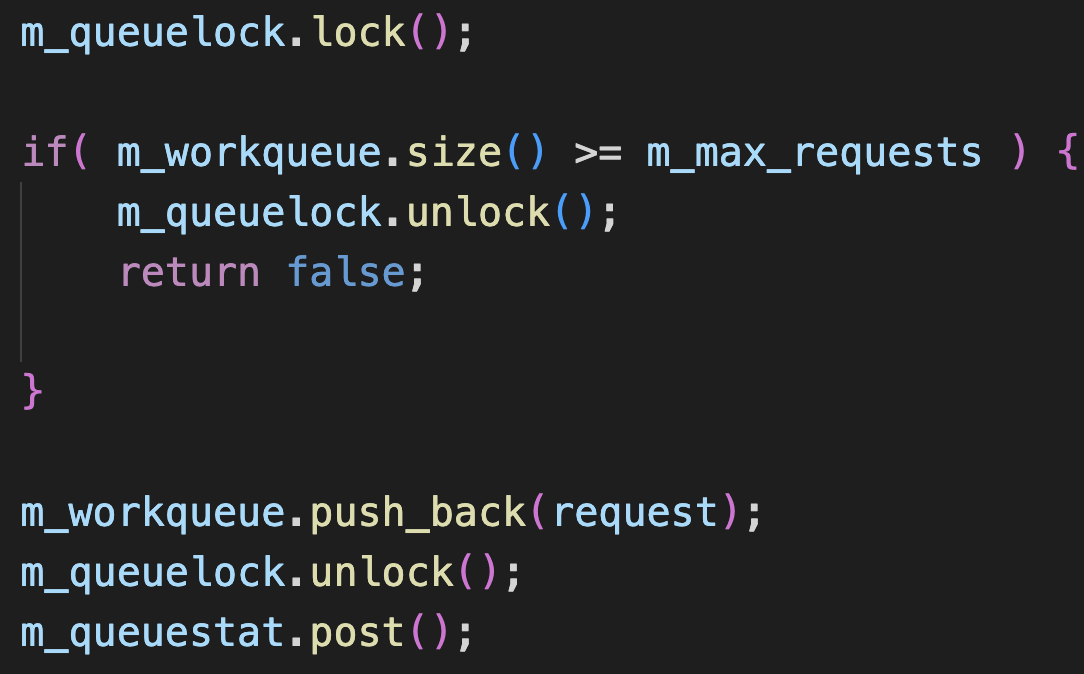 m_queuelock.lock();
if( m_workqueue.size() >= m_max_requests ) {
m_queuelock.unlock();
return false;
}
m_workqueue.push_back(request);
m_queuelock.unlock();
m_queuestat.post();